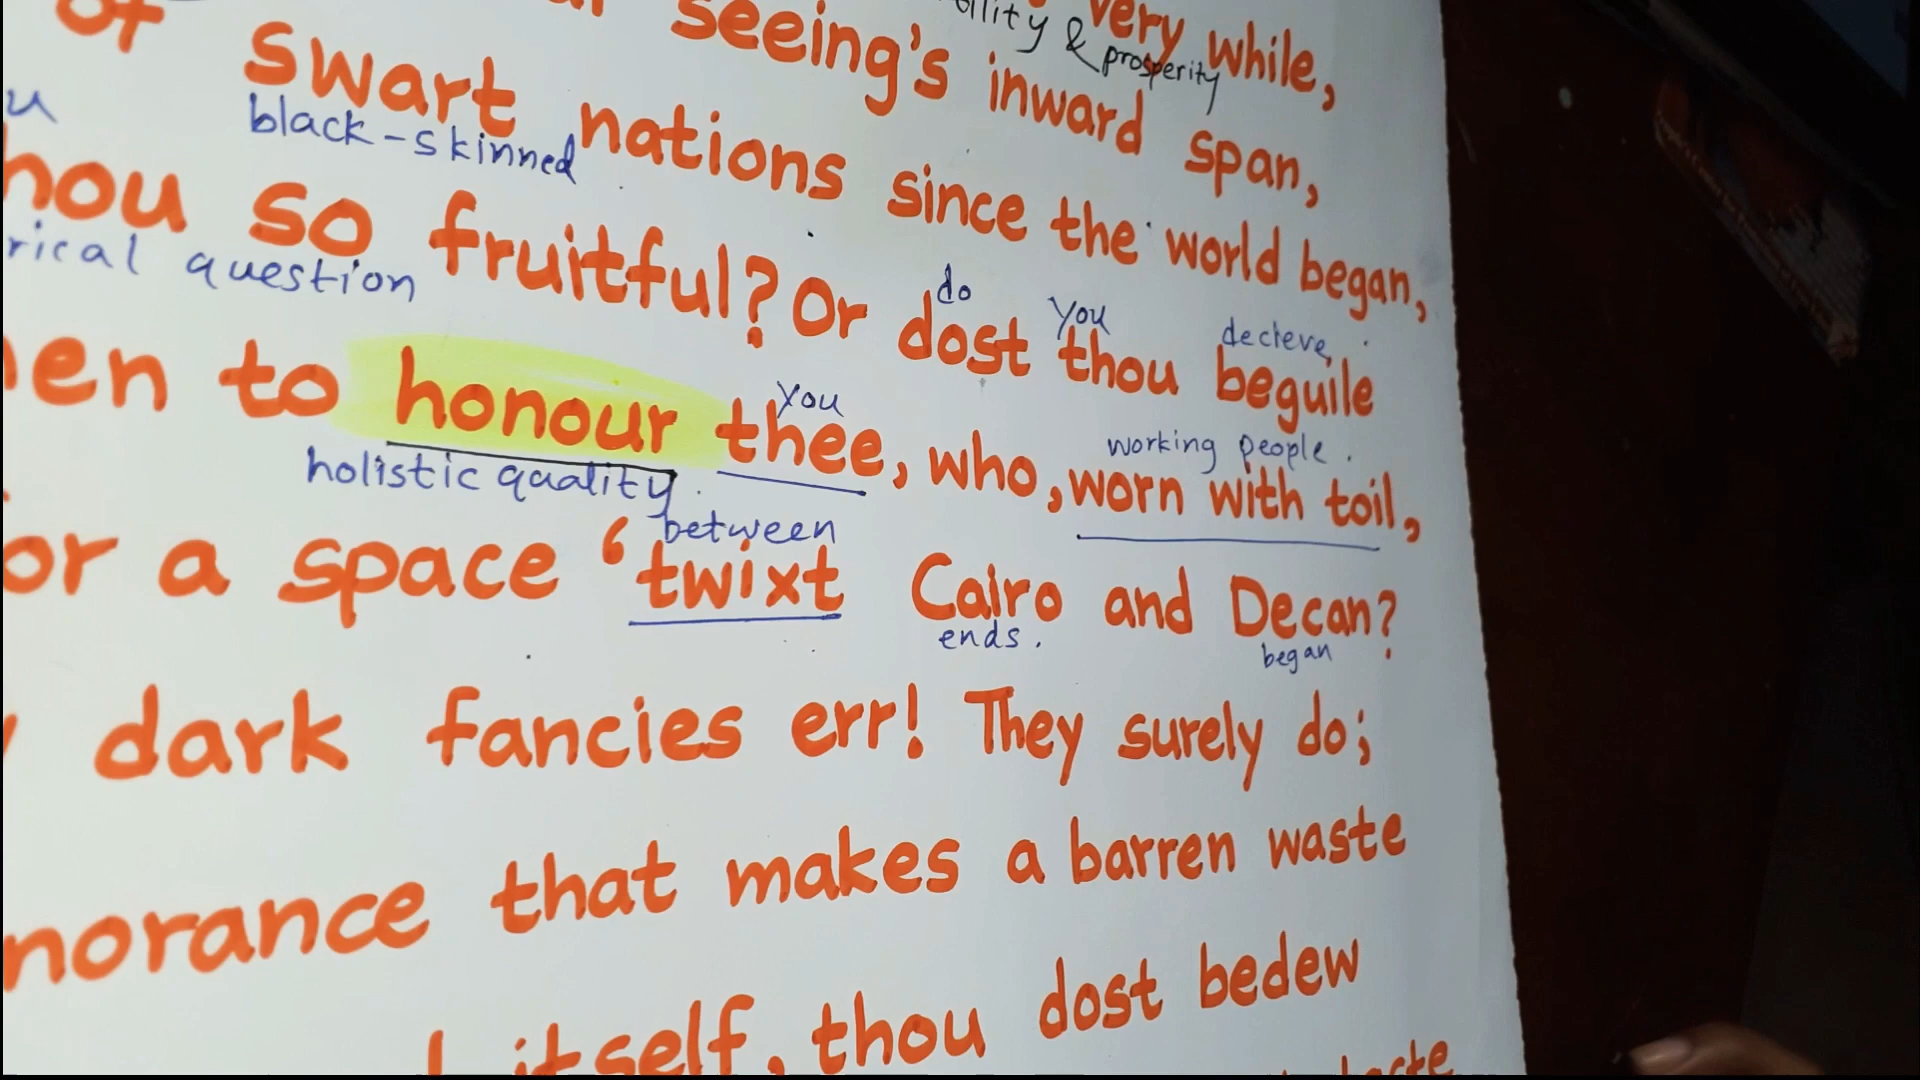 very while,
& prosperity
seeing's inward span,
of swart nations since the world began,
u black-skinned
hou so fruitful? Or dost thou beguile
do you decieve
rical question
en to honour thee, who, worn with toil,
you working people.
holistic quality.
or a space 'twixt Cairo and Decan?
between
ends. began
dark fancies err! They surely do;
norance that makes a barren waste
itself, thou dost bedew